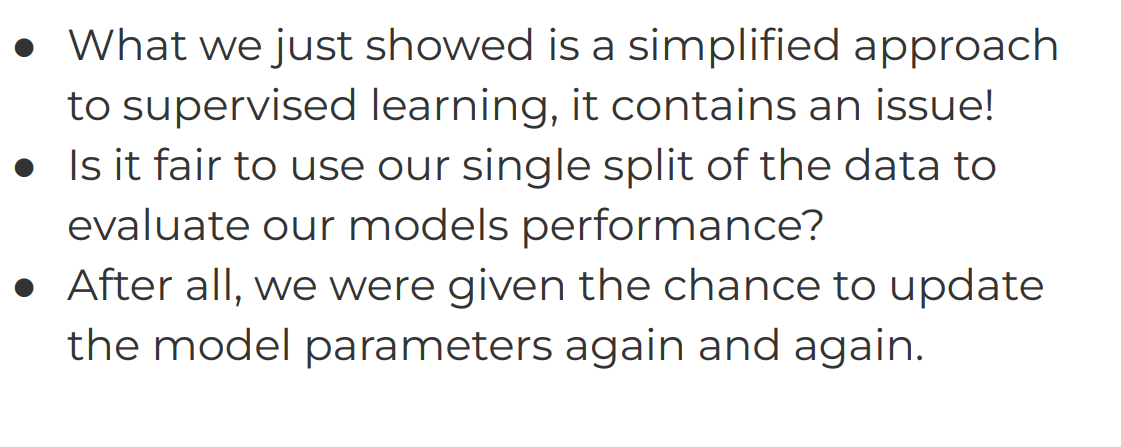 ● What we just showed is a simplified approach
to supervised learning, it contains an issue!
● Is it fair to use our single split of the data to
evaluate our models performance?
● After all, we were given the chance to update
the model parameters again and again.